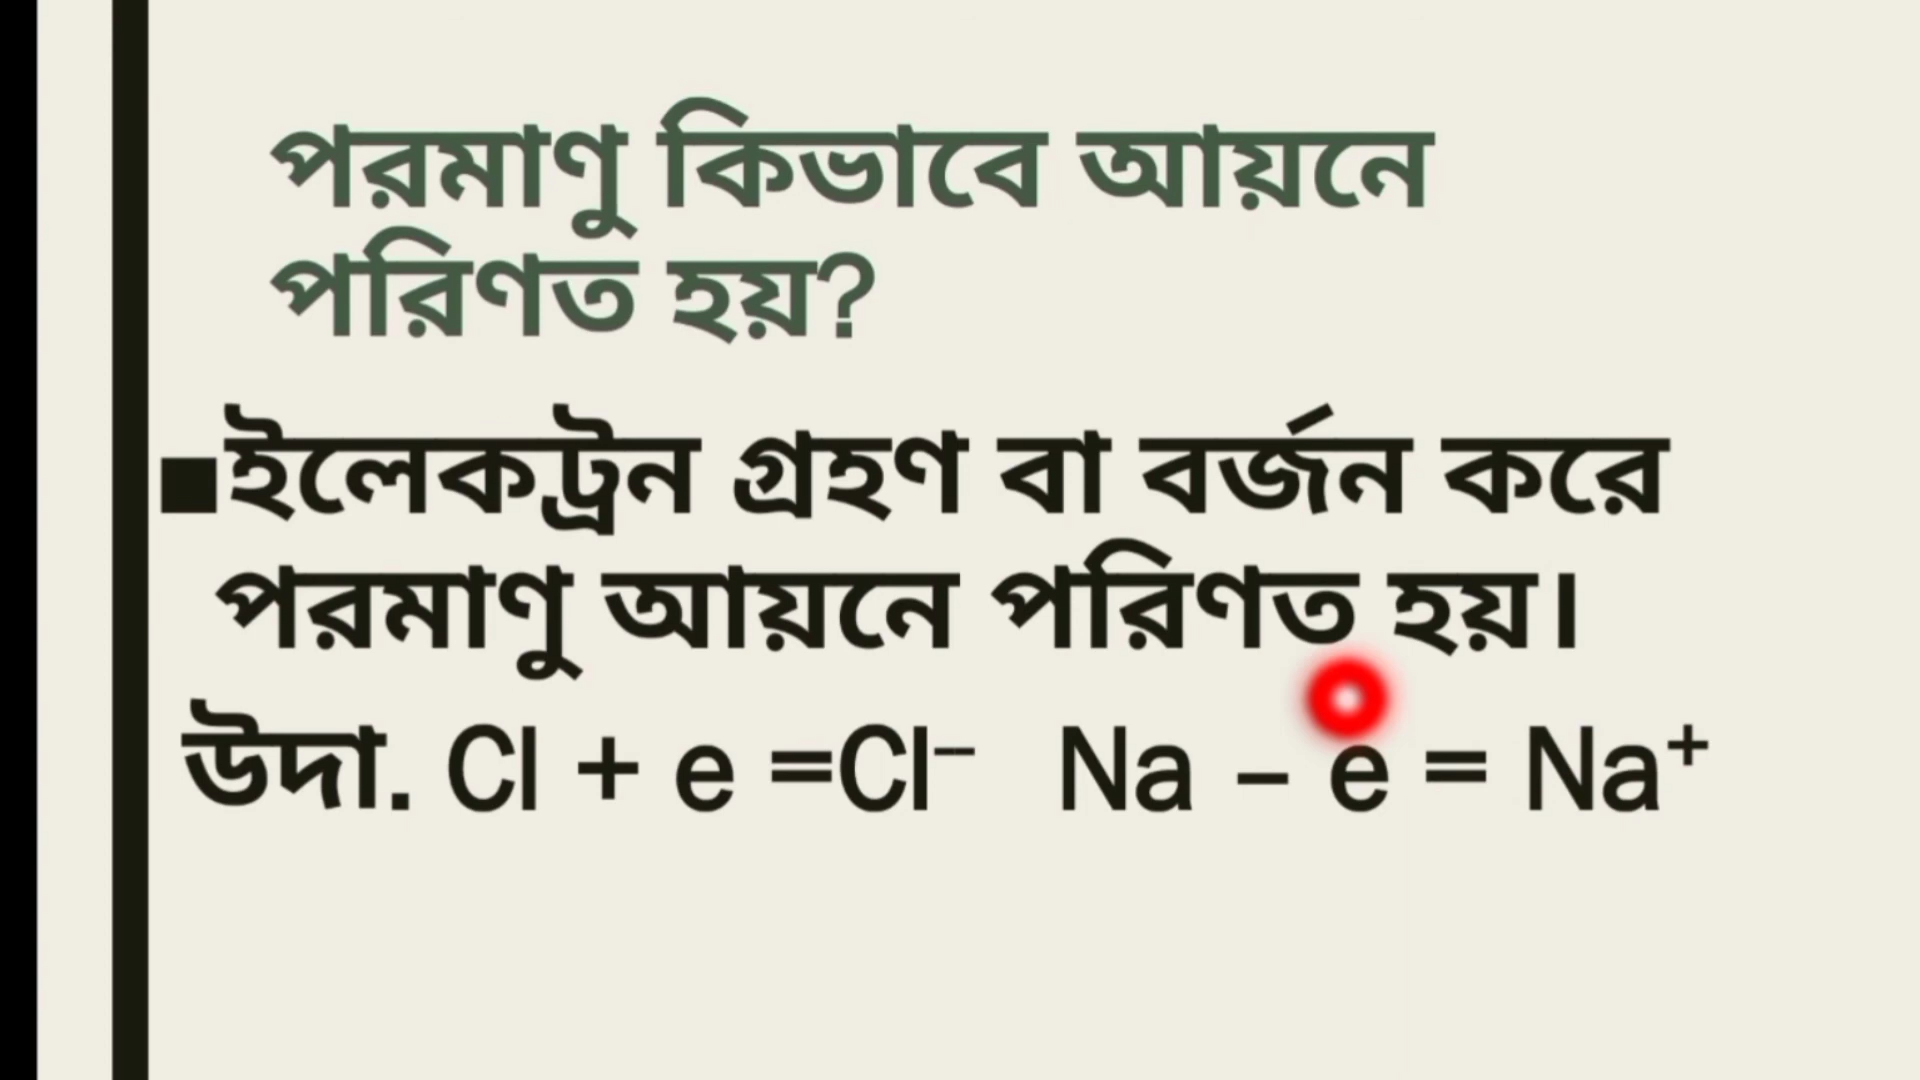 পরমাণু কিভাবে আয়নে
পরিণত হয়?
■ইলেকট্রন গ্রহণ বা বর্জন করে
পরমাণু আয়নে পরিণত হয়।
উদা. Cl + e =Cl⁻ Na – e = Na⁺